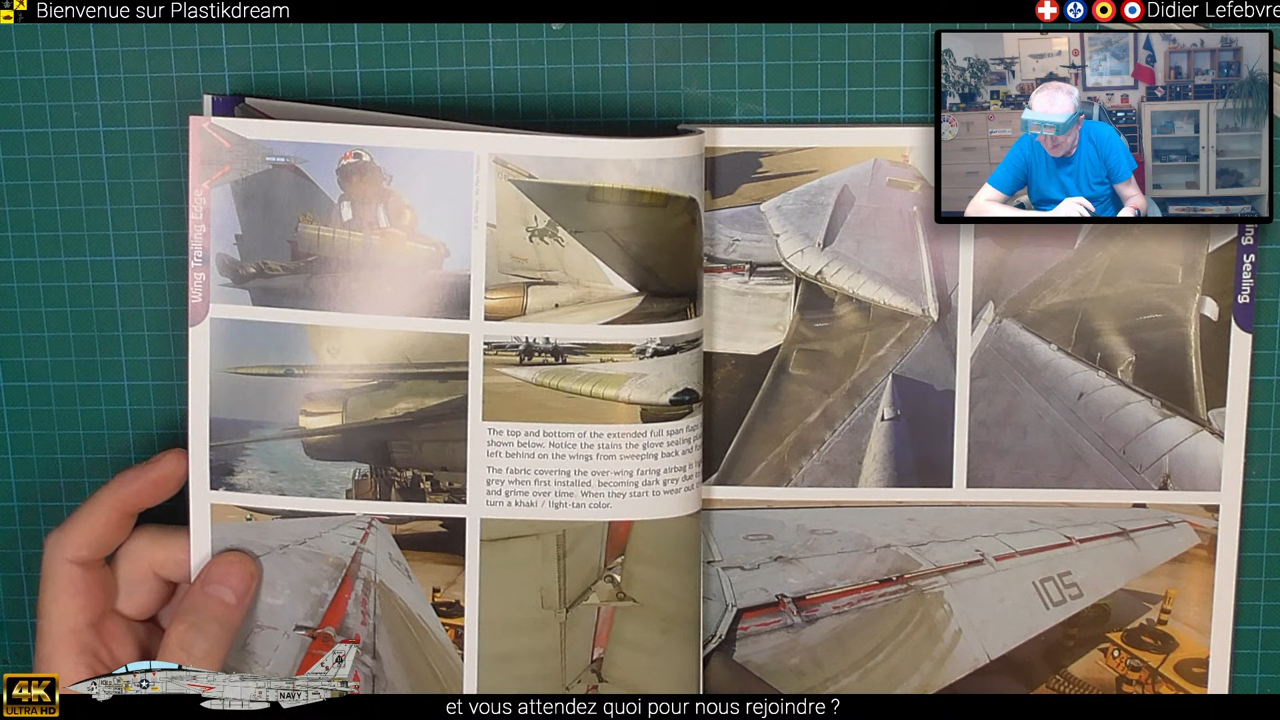 Bienvenue sur Plastikdream
Didier Lefebvre
Wing Trailing Edge
ing Sealing
The top and bottom of the extended full span flaps
shown below. Notice the stains the glove sealing
left behind on the wings from sweeping back and
The fabric covering the over-wing faring airbag is
grey when first installed, becoming dark grey due
and grime over time. When they start to wear out
turn a khaki / light-tan color.
105
NAVY
4K
ULTRA HD
et vous attendez quoi pour nous rejoindre ?